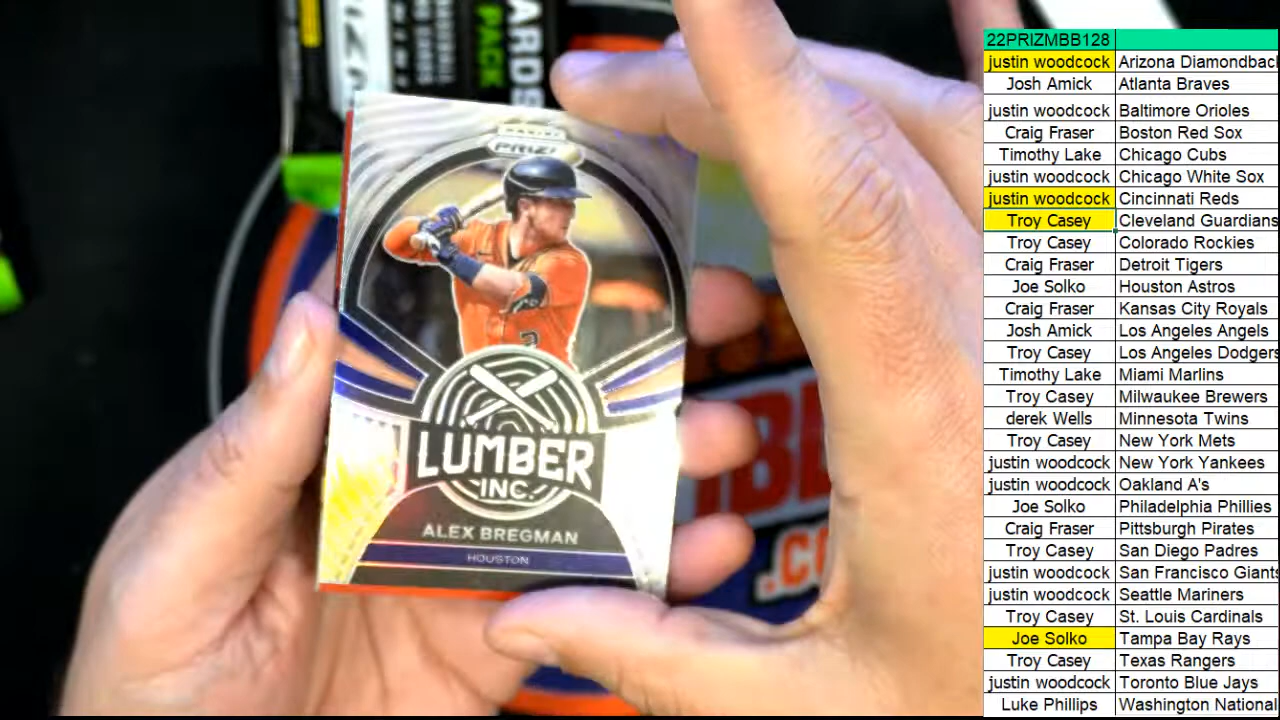 PANINI
PRIZM
LUMBER
INC.
ALEX BREGMAN
HOUSTON
PACK
.CO
22PRIZMBB128
justin woodcock Arizona Diamondbac
Josh Amick Atlanta Braves
justin woodcock Baltimore Orioles
Craig Fraser Boston Red Sox
Timothy Lake Chicago Cubs
justin woodcock Chicago White Sox
justin woodcock Cincinnati Reds
Troy Casey Cleveland Guardians
Troy Casey Colorado Rockies
Craig Fraser Detroit Tigers
Joe Solko Houston Astros
Craig Fraser Kansas City Royals
Josh Amick Los Angeles Angels
Troy Casey Los Angeles Dodgers
Timothy Lake Miami Marlins
Troy Casey Milwaukee Brewers
derek Wells Minnesota Twins
Troy Casey New York Mets
justin woodcock New York Yankees
justin woodcock Oakland A's
Joe Solko Philadelphia Phillies
Craig Fraser Pittsburgh Pirates
Troy Casey San Diego Padres
justin woodcock San Francisco Giants
justin woodcock Seattle Mariners
Troy Casey St. Louis Cardinals
Joe Solko Tampa Bay Rays
Troy Casey Texas Rangers
justin woodcock Toronto Blue Jays
Luke Phillips Washington National